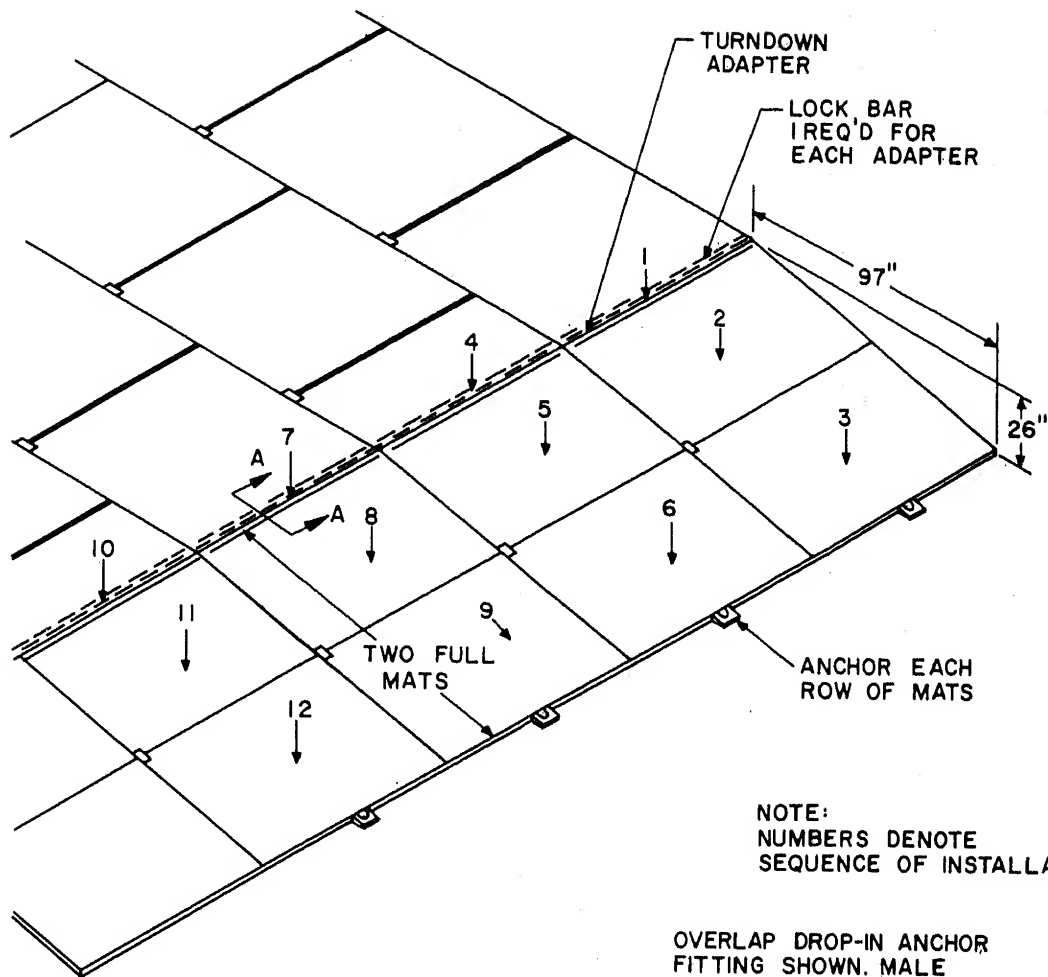 TURNDOWN
ADAPTER
LOCK BAR
1 REQ'D FOR
EACH ADAPTER
97"
26"
1
2
3
4
5
6
A
7
A
8
9
10
11
12
TWO FULL
MATS
ANCHOR EACH
ROW OF MATS
NOTE:
NUMBERS DENOTE
SEQUENCE OF INSTALLA
OVERLAP DROP-IN ANCHOR
FITTING SHOWN. MALE